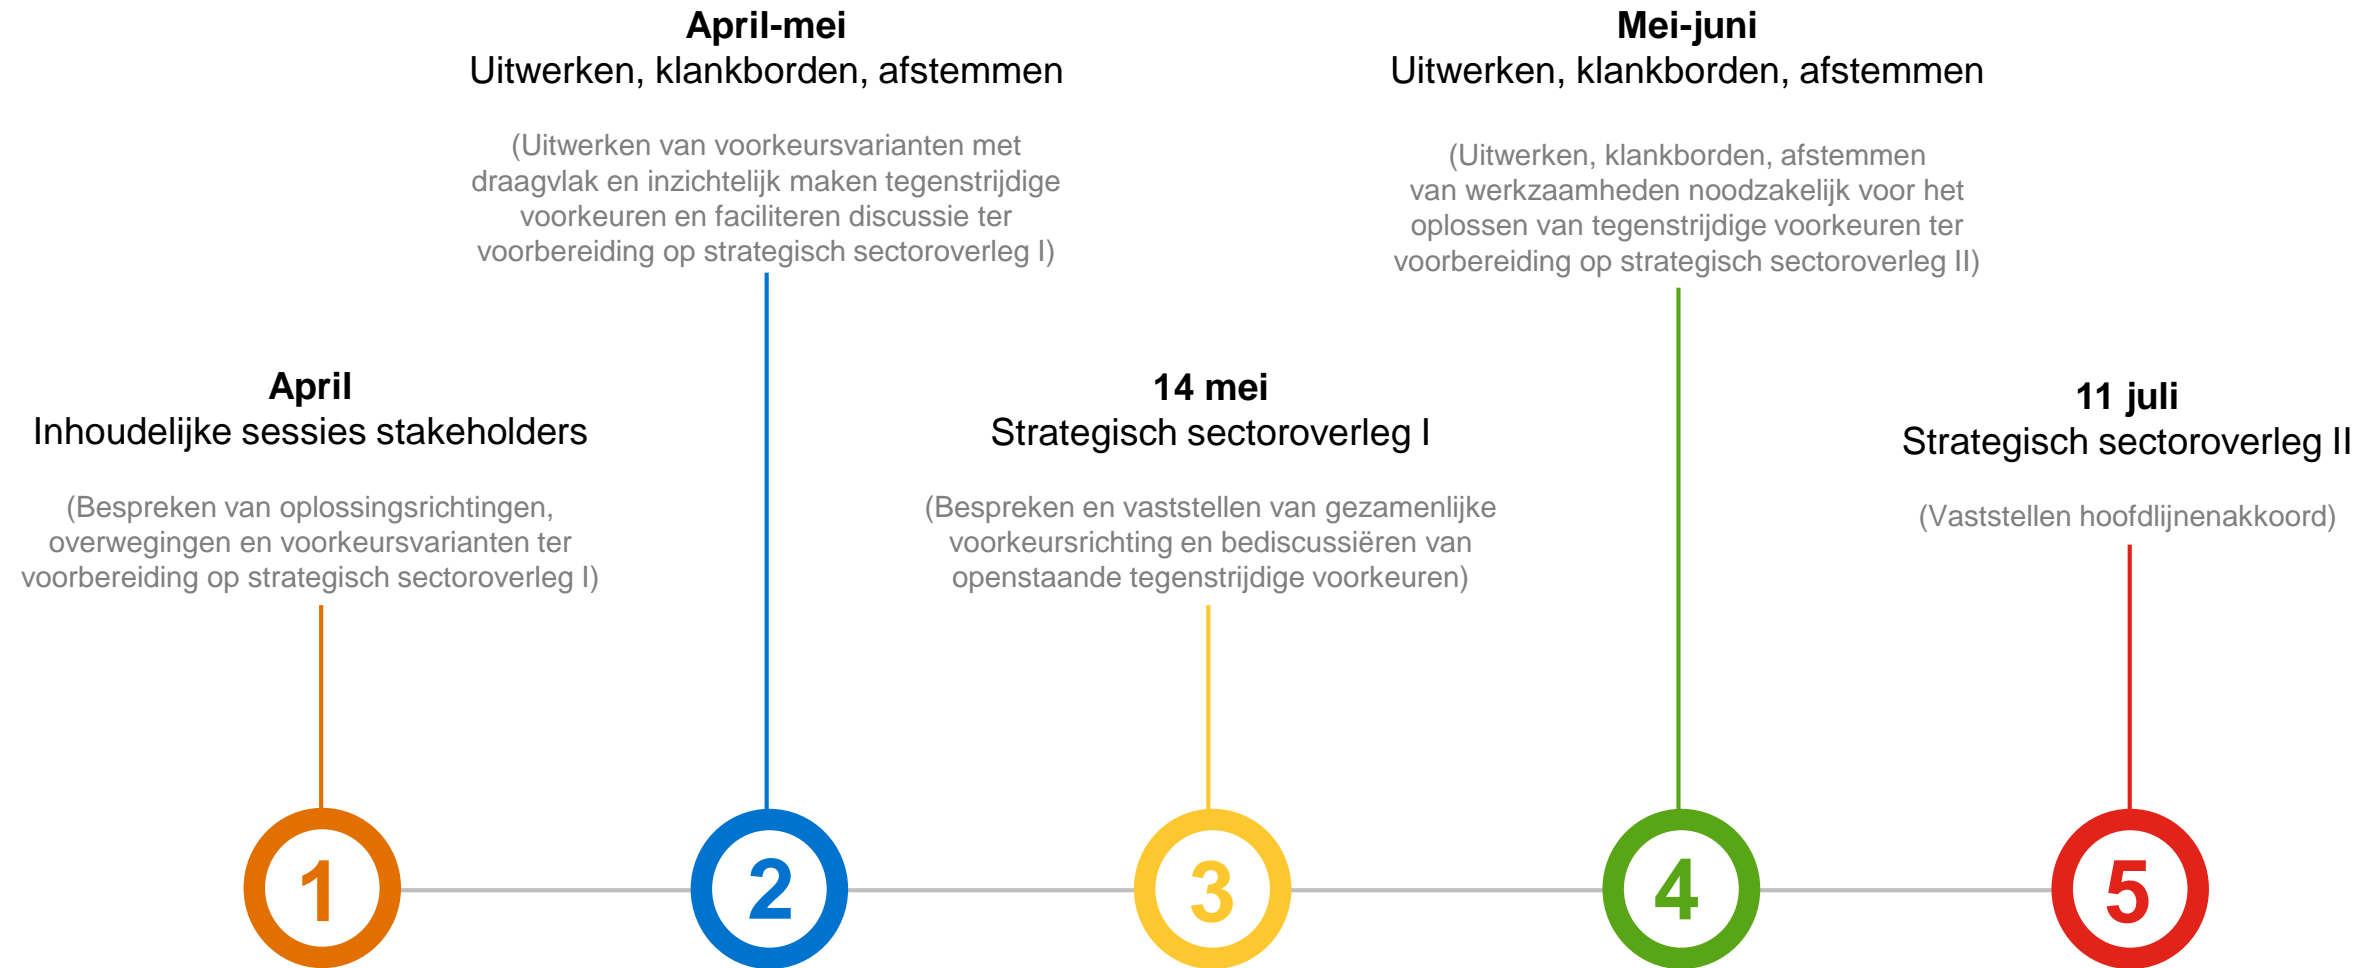 April
Inhoudelijke sessies stakeholders
(Bespreken van oplossingsrichtingen,
overwegingen en voorkeursvarianten ter
voorbereiding op strategisch sectoroverleg I)
1
April-mei
Uitwerken, klankborden, afstemmen
(Uitwerken van voorkeursvarianten met
draagvlak en inzichtelijk maken tegenstrijdige
voorkeuren en faciliteren discussie ter
voorbereiding op strategisch sectoroverleg I)
2
14 mei
Strategisch sectoroverleg I
(Bespreken en vaststellen van gezamenlijke
voorkeursrichting en bediscussiëren van
openstaande tegenstrijdige voorkeuren)
3
Mei-juni
Uitwerken, klankborden, afstemmen
(Uitwerken, klankborden, afstemmen
van werkzaamheden noodzakelijk voor het
oplossen van tegenstrijdige voorkeuren ter
voorbereiding op strategisch sectoroverleg II)
4
11 juli
Strategisch sectoroverleg II
(Vaststellen hoofdlijnenakkoord)
5